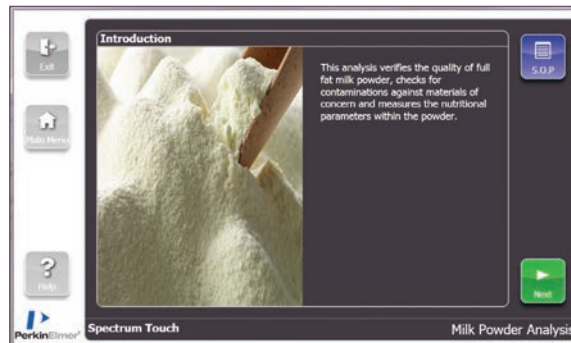 Introduction
Exit
This analysis verifies the quality of full
fat milk powder, checks for
contaminations against materials of
concern and measures the nutritional
parameters within the powder.
S.O.P
Main Menu
?
Help
Next
PerkinElmer
Spectrum Touch
Milk Powder Analysis